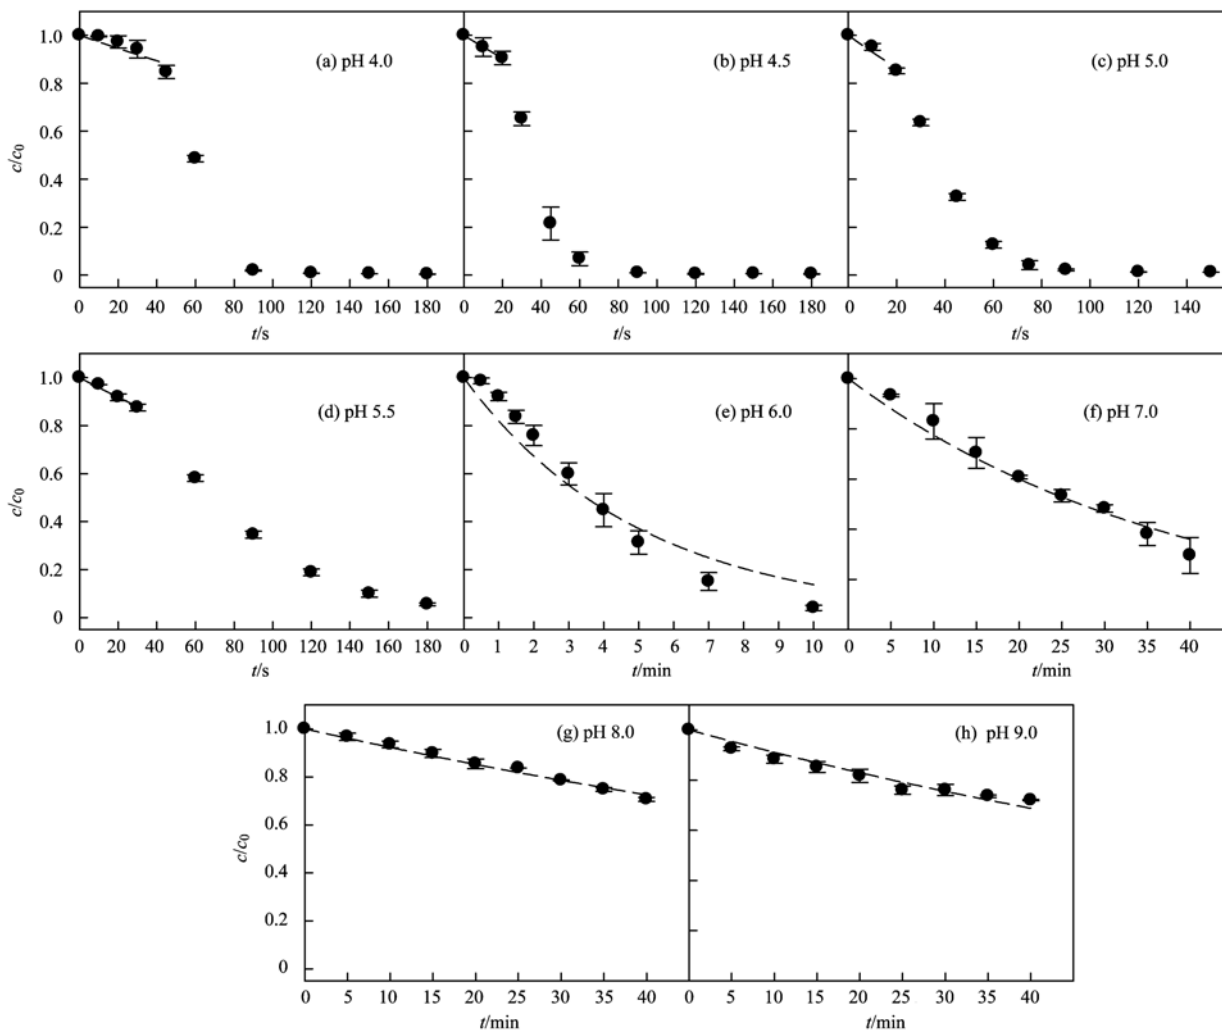 1.0
0.8
0.6
0.4
0.2
0
c/c0
(a) pH 4.0
(b) pH 4.5
(c) pH 5.0
0 20 40 60 80 100 120 140 160 180
0 20 40 60 80 100 120 140 160 180
0 20 40 60 80 100 120 140
t/s
t/s
t/s
1.0
0.8
0.6
0.4
0.2
0
c/c0
(d) pH 5.5
(e) pH 6.0
(f) pH 7.0
0 20 40 60 80 100 120 140 160 180
0 1 2 3 4 5 6 7 8 9 10
0 5 10 15 20 25 30 35 40
t/s
t/min
t/min
1.0
0.8
0.6
0.4
0.2
0
c/c0
(g) pH 8.0
(h) pH 9.0
0 5 10 15 20 25 30 35 40
0 5 10 15 20 25 30 35 40
t/min
t/min